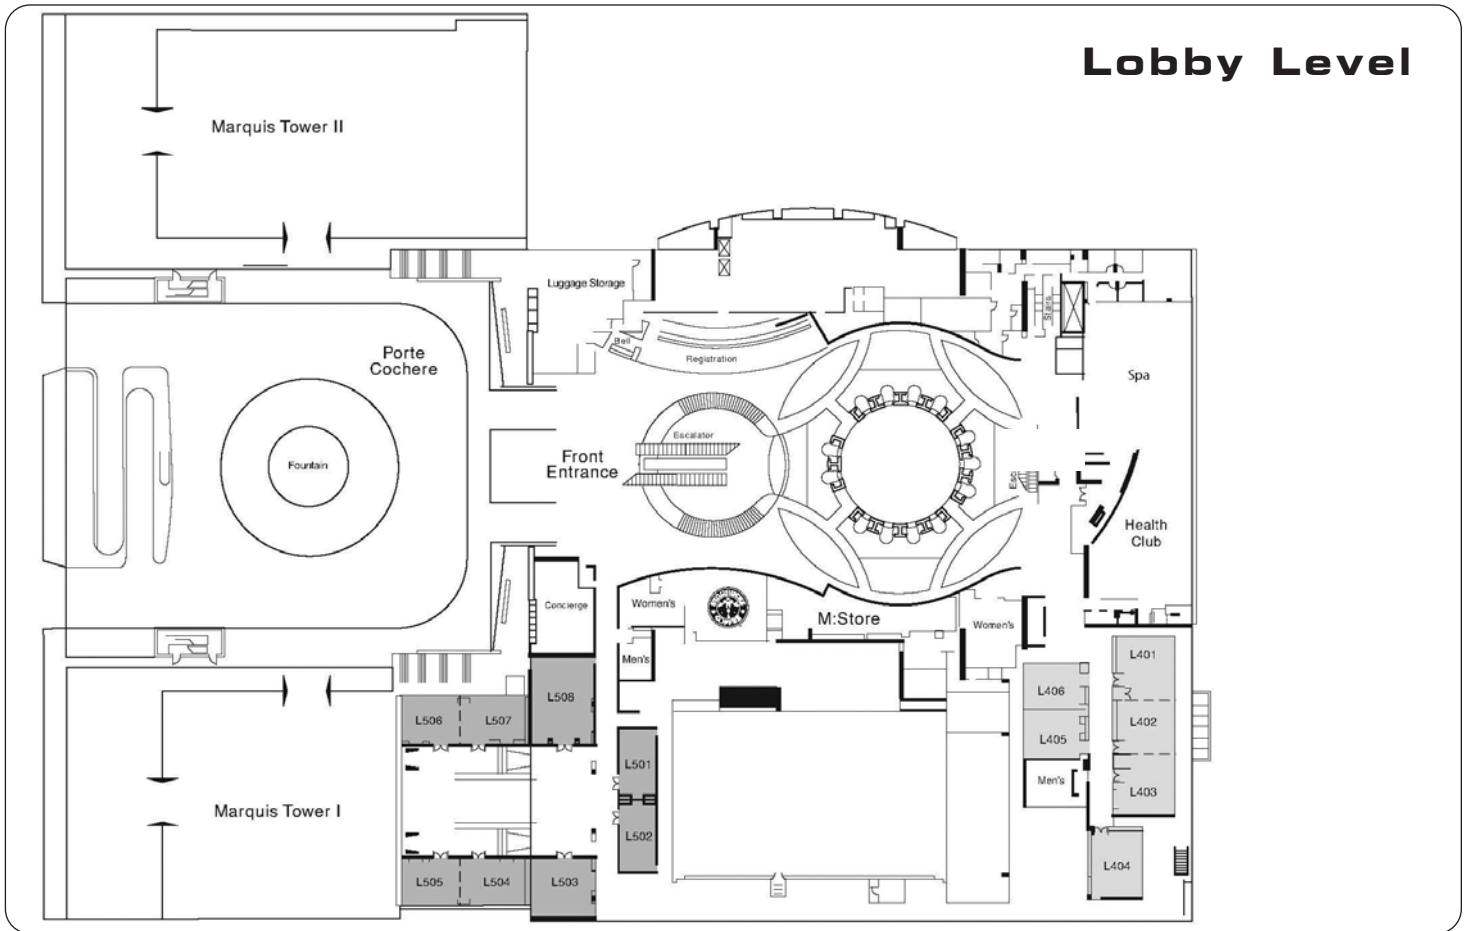 Lobby Level
Marquis Tower II
Luggage Storage
Stairs
Bell
Registration
Porte
Cochere
Spa
Escalator
Front
Entrance
Fountain
Esc
Health
Club
Concierge
Women's
M:Store
Women's
Men's
L401
L406
L508
L506
L507
L402
L405
L501
Men's
L403
Marquis Tower I
L502
L404
L505
L504
L503